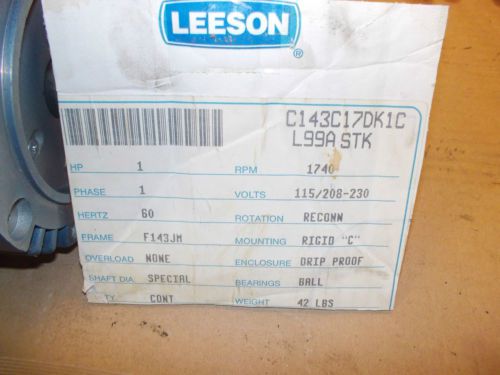 LEESON
®
C143C17DK1C
L99A STK
HP 1 RPM 1740
PHASE 1 VOLTS 115/208-230
HERTZ 60 ROTATION RECONN
FRAME F143JM MOUNTING RIGID "C"
OVERLOAD NONE ENCLOSURE DRIP PROOF
SHAFT DIA. SPECIAL BEARINGS BALL
TY CONT WEIGHT 42 LBS